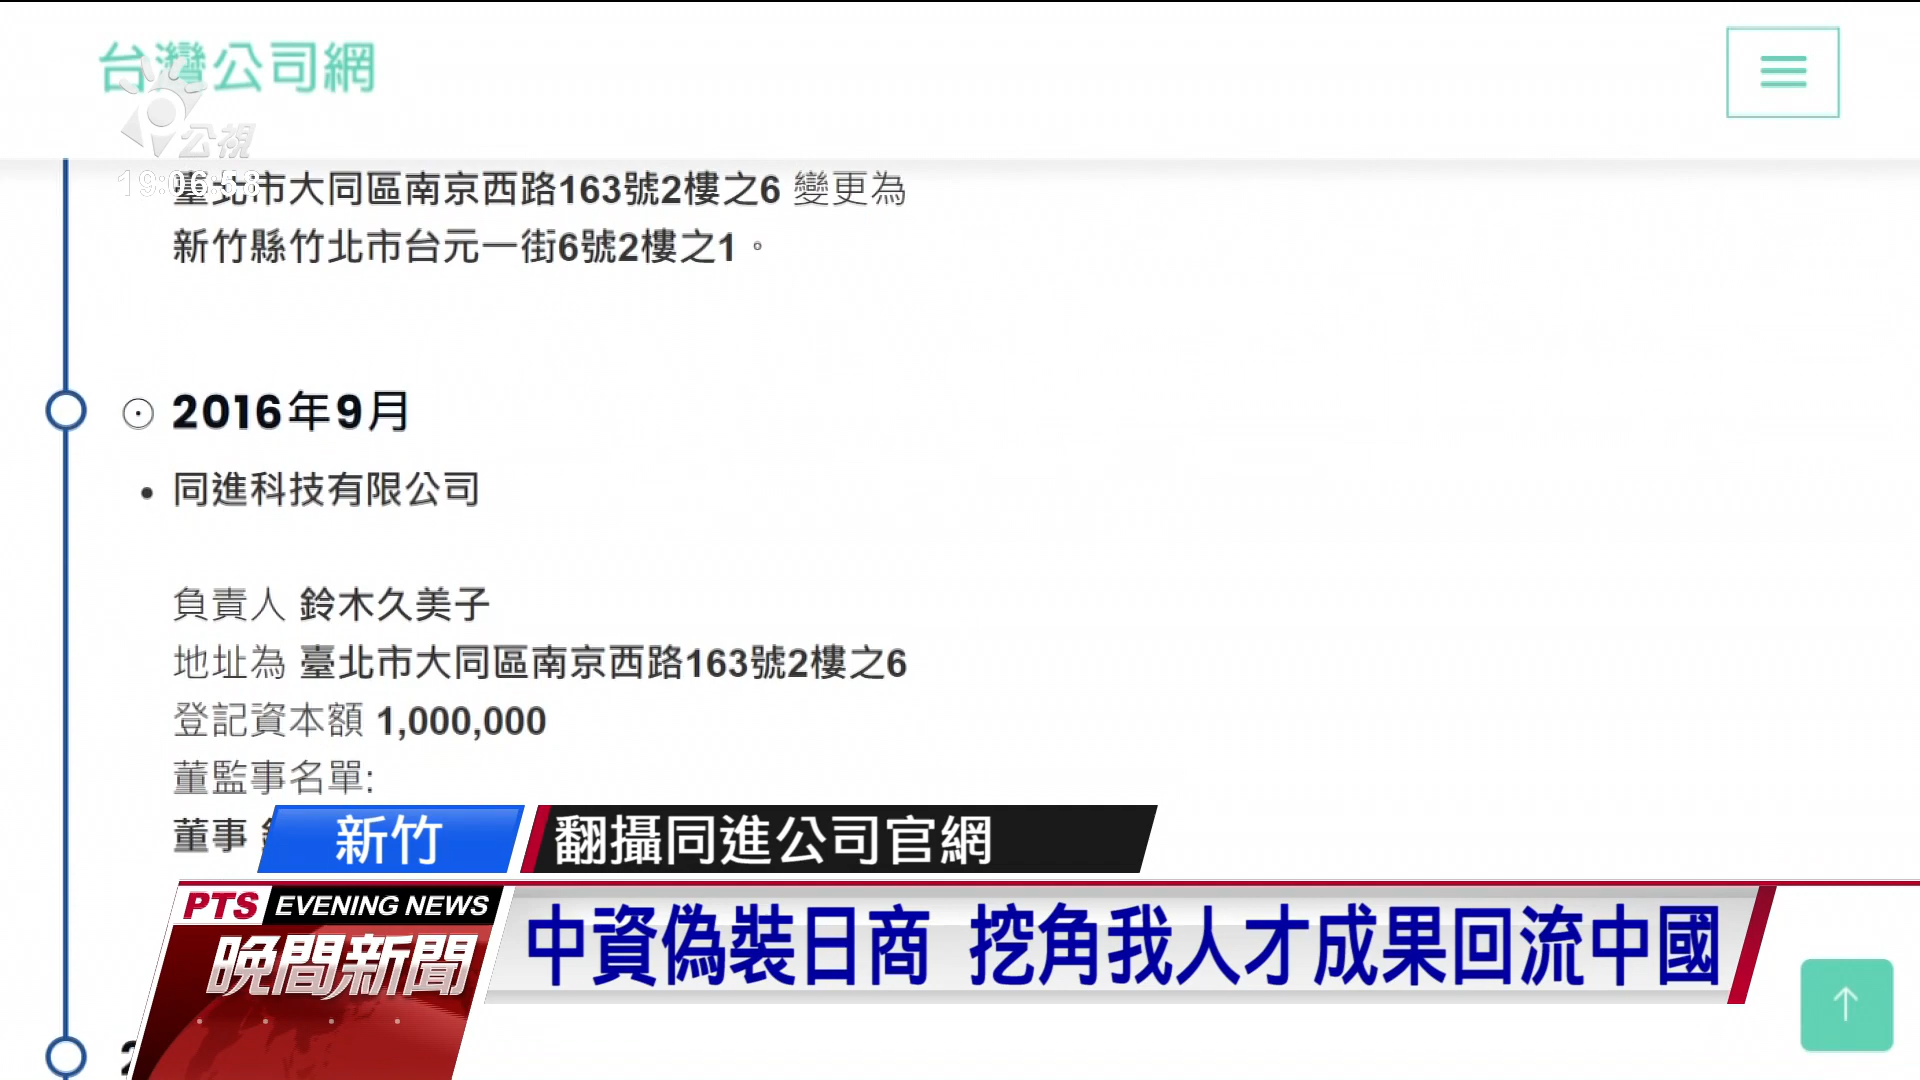 台灣公司網
公視
19:06:58
臺北市大同區南京西路163號2樓之6 變更為
新竹縣竹北市台元一街6號2樓之1。
2016年9月
同進科技有限公司
負責人 鈴木久美子
地址為 臺北市大同區南京西路163號2樓之6
登記資本額 1,000,000
董監事名單:
董事
新竹 翻攝同進公司官網
PTS EVENING NEWS
晚間新聞
中資偽裝日商 挖角我人才成果回流中國